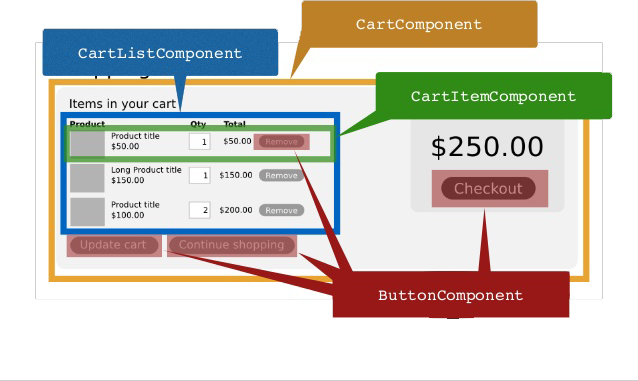 CartComponent
CartListComponent
CartItemComponent
Items in your cart
Product Qty Total
Product title
$50.00
1 $50.00 Remove
Long Product title
$150.00
1 $150.00 Remove
Product title
$100.00
2 $200.00 Remove
Update cart Continue shopping
$250.00
Checkout
ButtonComponent